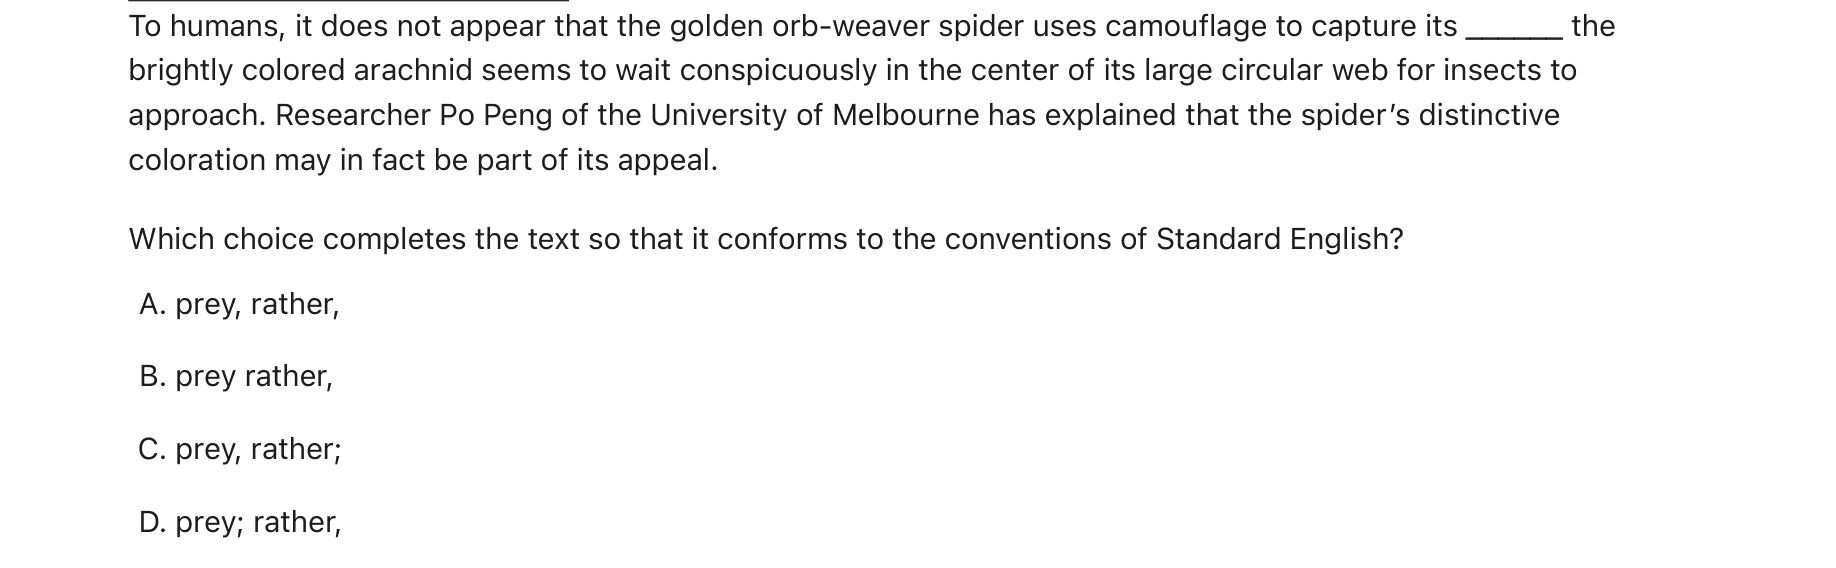 To humans, it does not appear that the golden orb-weaver spider uses camouflage to capture its ______ the
brightly colored arachnid seems to wait conspicuously in the center of its large circular web for insects to
approach. Researcher Po Peng of the University of Melbourne has explained that the spider’s distinctive
coloration may in fact be part of its appeal.
Which choice completes the text so that it conforms to the conventions of Standard English?
A. prey, rather,
B. prey rather,
C. prey, rather;
D. prey; rather,